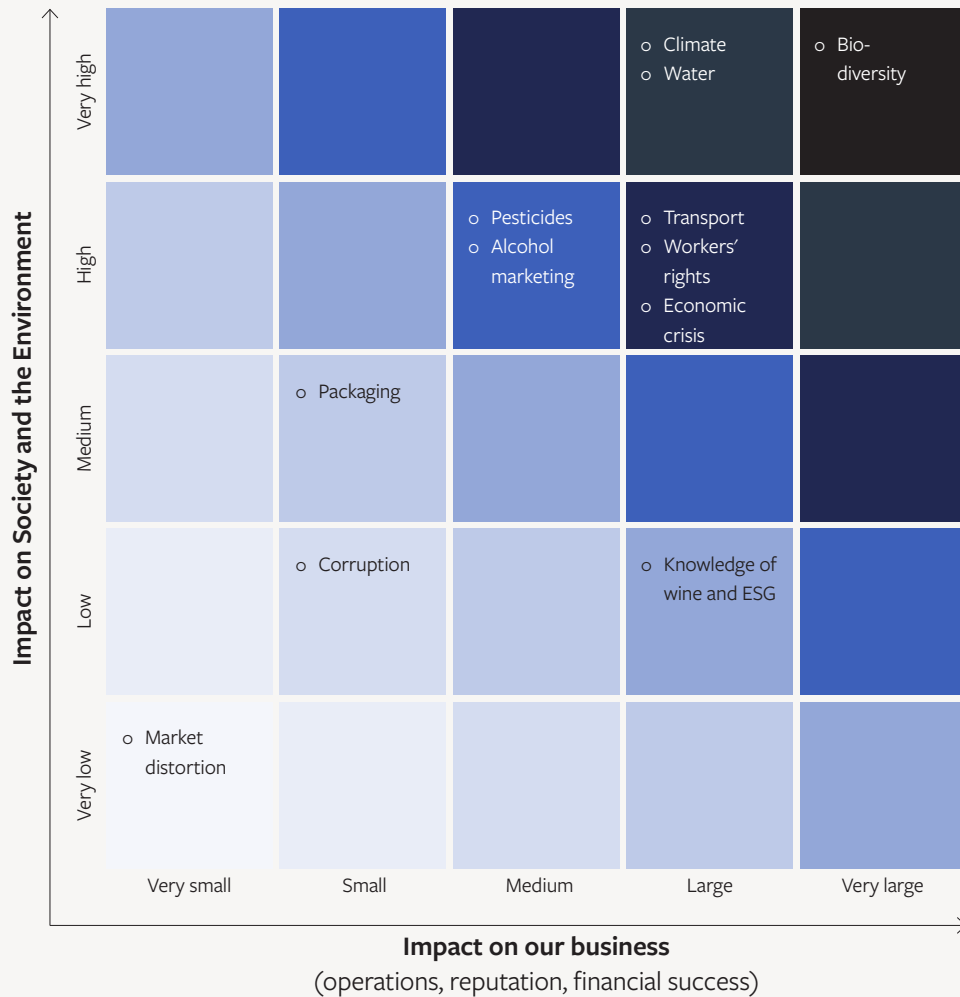 Impact on Society and the Environment
Very high
o Climate
o Water
o Bio-
diversity
High
o Pesticides
o Alcohol
marketing
o Transport
o Workers'
rights
o Economic
crisis
Medium
o Packaging
Low
o Corruption
o Knowledge of
wine and ESG
Very low
o Market
distortion
Very small
Small
Medium
Large
Very large
Impact on our business
(operations, reputation, financial success)